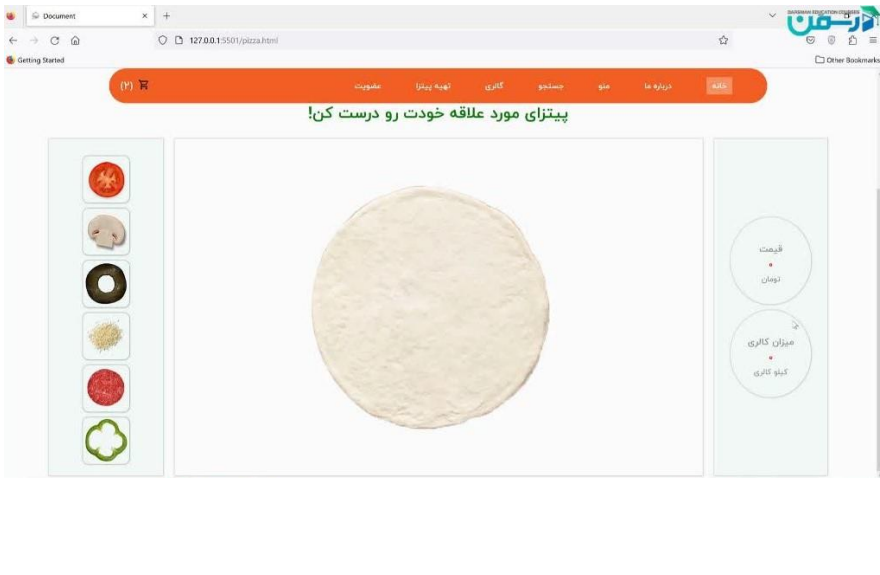 Document
DARSMAN EDUCATION COURSES
درسمن
127.0.0.1:5501/pizza.html
Getting Started
Other Bookmarks
خانه درباره ما منو جستجو گالری تهیه پیتزا عضویت (۲)
پیتزای مورد علاقه خودت رو درست کن!
قیمت
۰
تومان
میزان کالری
۰
کیلو کالری